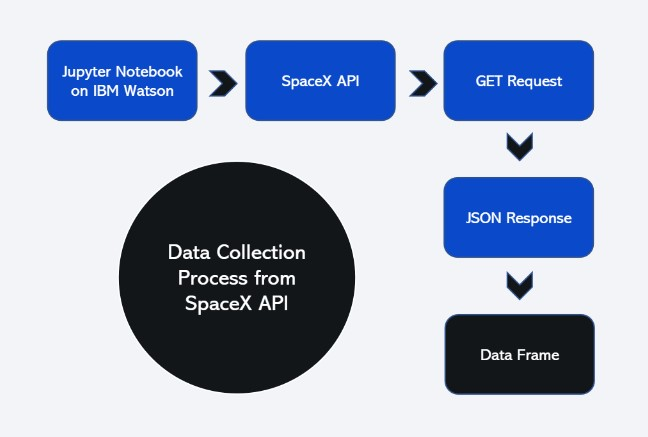 Jupyter Notebook
on IBM Watson
SpaceX API
GET Request
JSON Response
Data Collection
Process from
SpaceX API
Data Frame